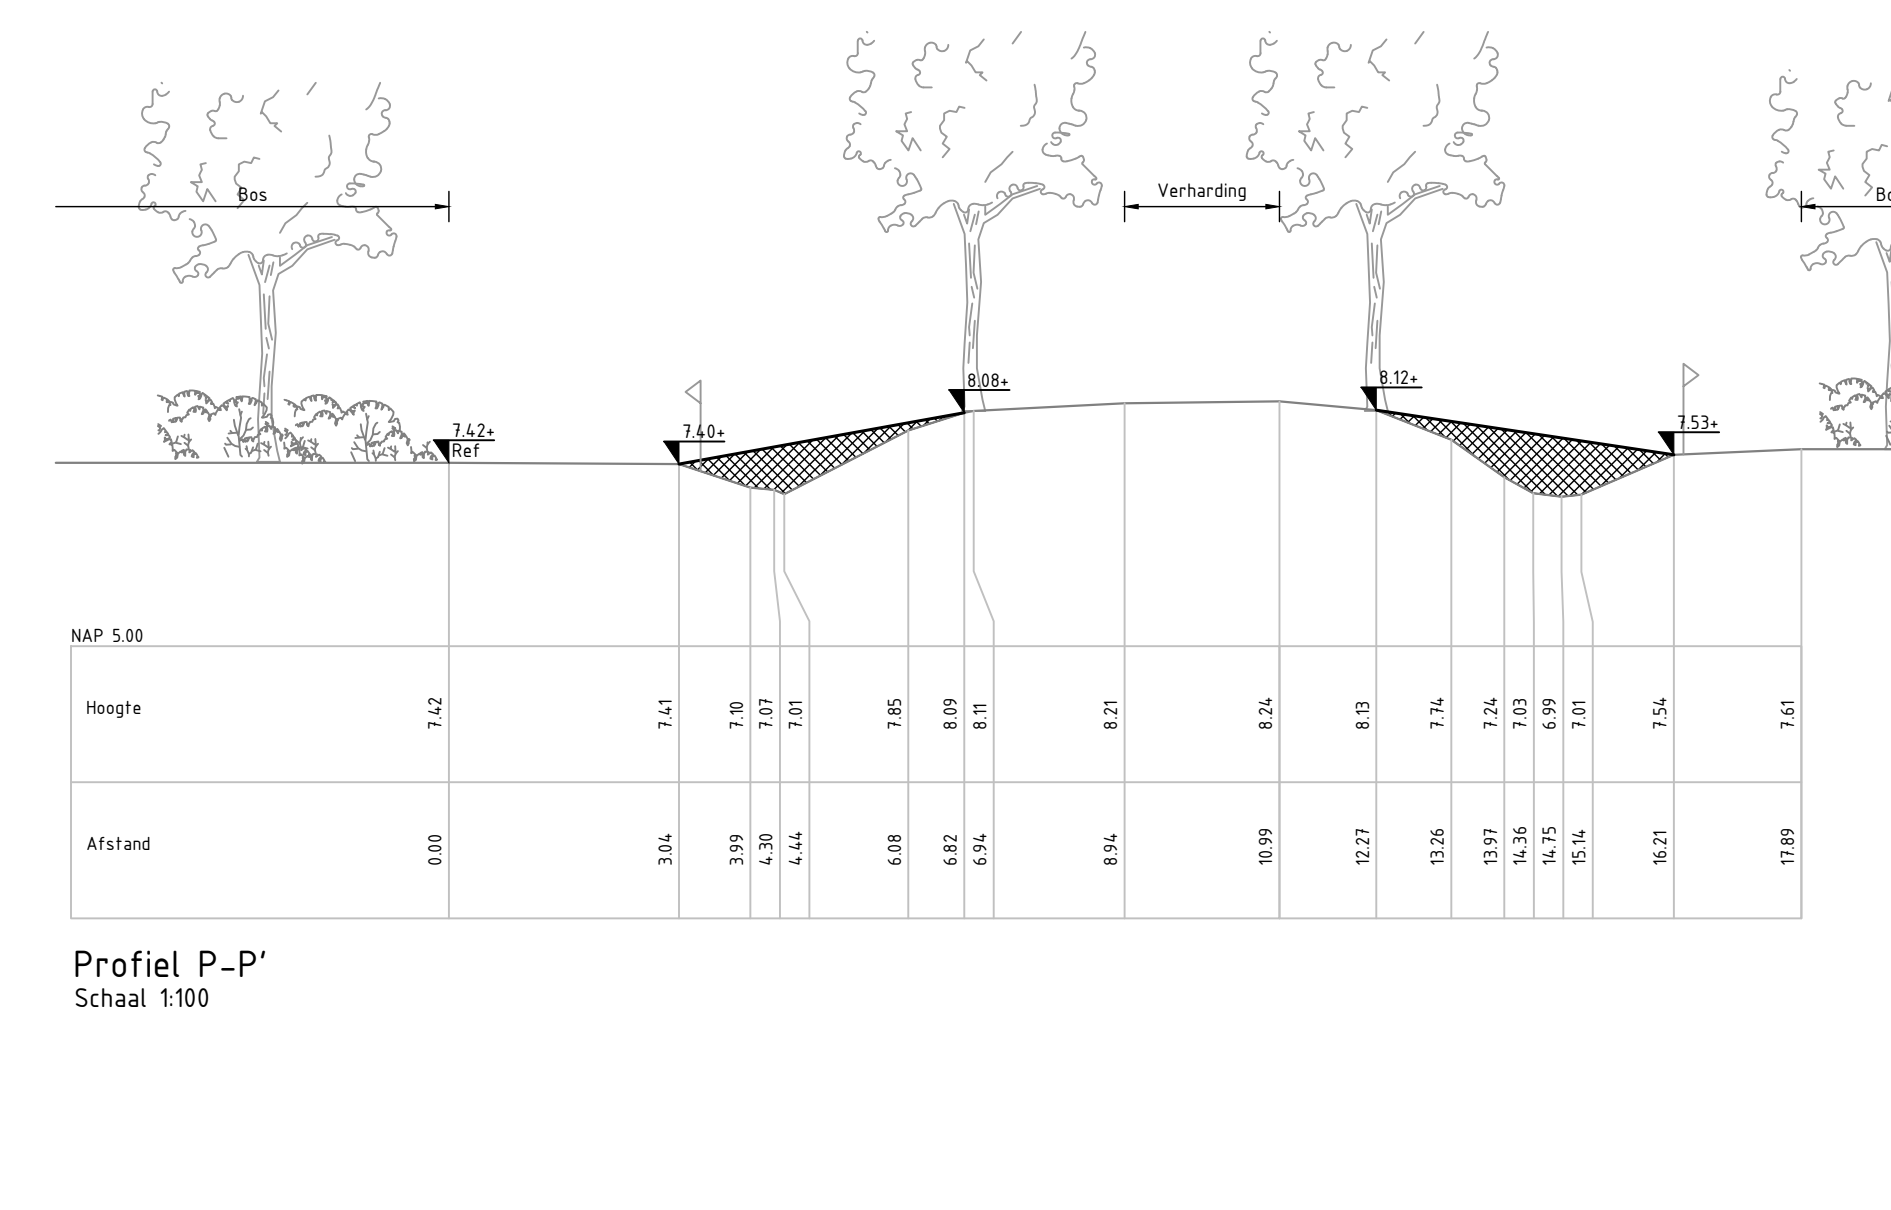 Bos
Verharding
Bo
8.08+
8.12+
7.42+
Ref
7.40+
7.53+
NAP 5.00
Hoogte 7.42 7.41 7.10 7.07 7.01 7.85 8.09 8.11 8.21 8.24 8.13 7.74 7.24 7.03 6.99 7.01 7.54 7.61
Afstand 0.00 3.04 3.99 4.30 4.44 6.08 6.82 6.94 8.94 10.99 12.27 13.26 13.97 14.36 14.75 15.14 16.21 17.89
Profiel P-P'
Schaal 1:100